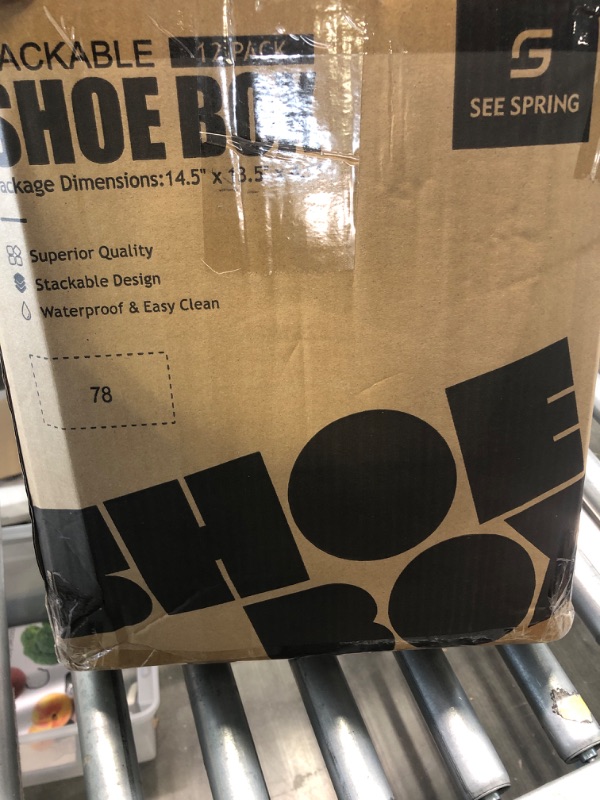 ACKABLE 12 PACK
SHOE BO
SEE SPRING
ackage Dimensions:14.5" x 13.5"
Superior Quality
Stackable Design
Waterproof & Easy Clean
78
SHOE
BO